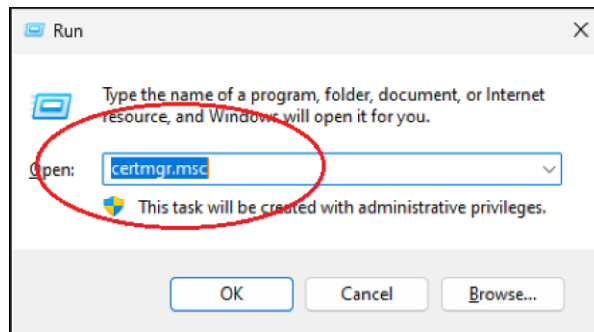 Run
Type the name of a program, folder, document, or Internet
resource, and Windows will open it for you.
Open:
certmgr.msc
This task will be created with administrative privileges.
OK
Cancel
Browse...